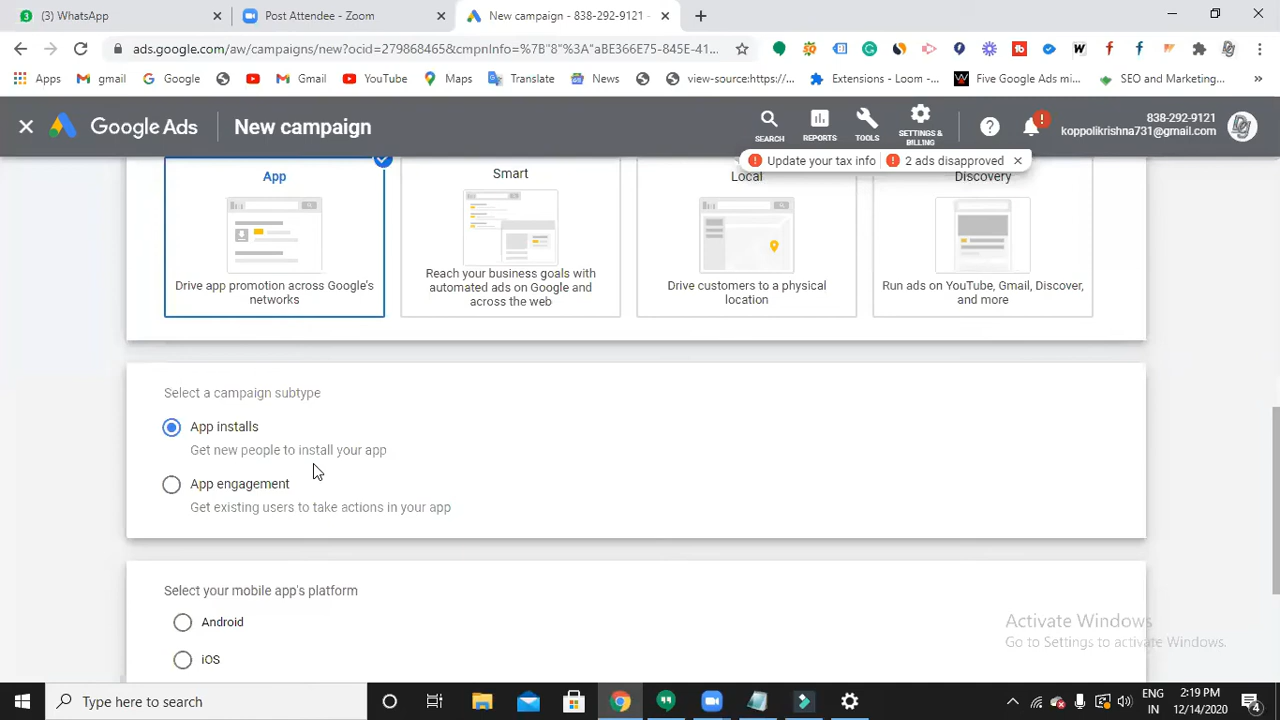 3
(3) WhatsApp
Post Attendee - Zoom
New campaign - 838-292-9121 -
ads.google.com/aw/campaigns/new?ocid=279868465&cmpnInfo=%7B"8"%3A"aBE366E75-845E-41...
Apps
gmail
Google
Gmail
YouTube
Maps
Translate
News
view-source:https://...
Extensions - Loom -...
Five Google Ads mi...
SEO and Marketing...
Google Ads
New campaign
SEARCH
REPORTS
TOOLS
SETTINGS &
BILLING
838-292-9121
koppolikrishna731@gmail.com
Update your tax info
2 ads disapproved
App
Drive app promotion across Google's
networks
Smart
Reach your business goals with
automated ads on Google and
across the web
Local
Drive customers to a physical
location
Discovery
Run ads on YouTube, Gmail, Discover,
and more
Select a campaign subtype
App installs
Get new people to install your app
App engagement
Get existing users to take actions in your app
Select your mobile app's platform
Android
iOS
Activate Windows
Go to Settings to activate Windows.
Type here to search
ENG
IN
2:19 PM
12/14/2020
4